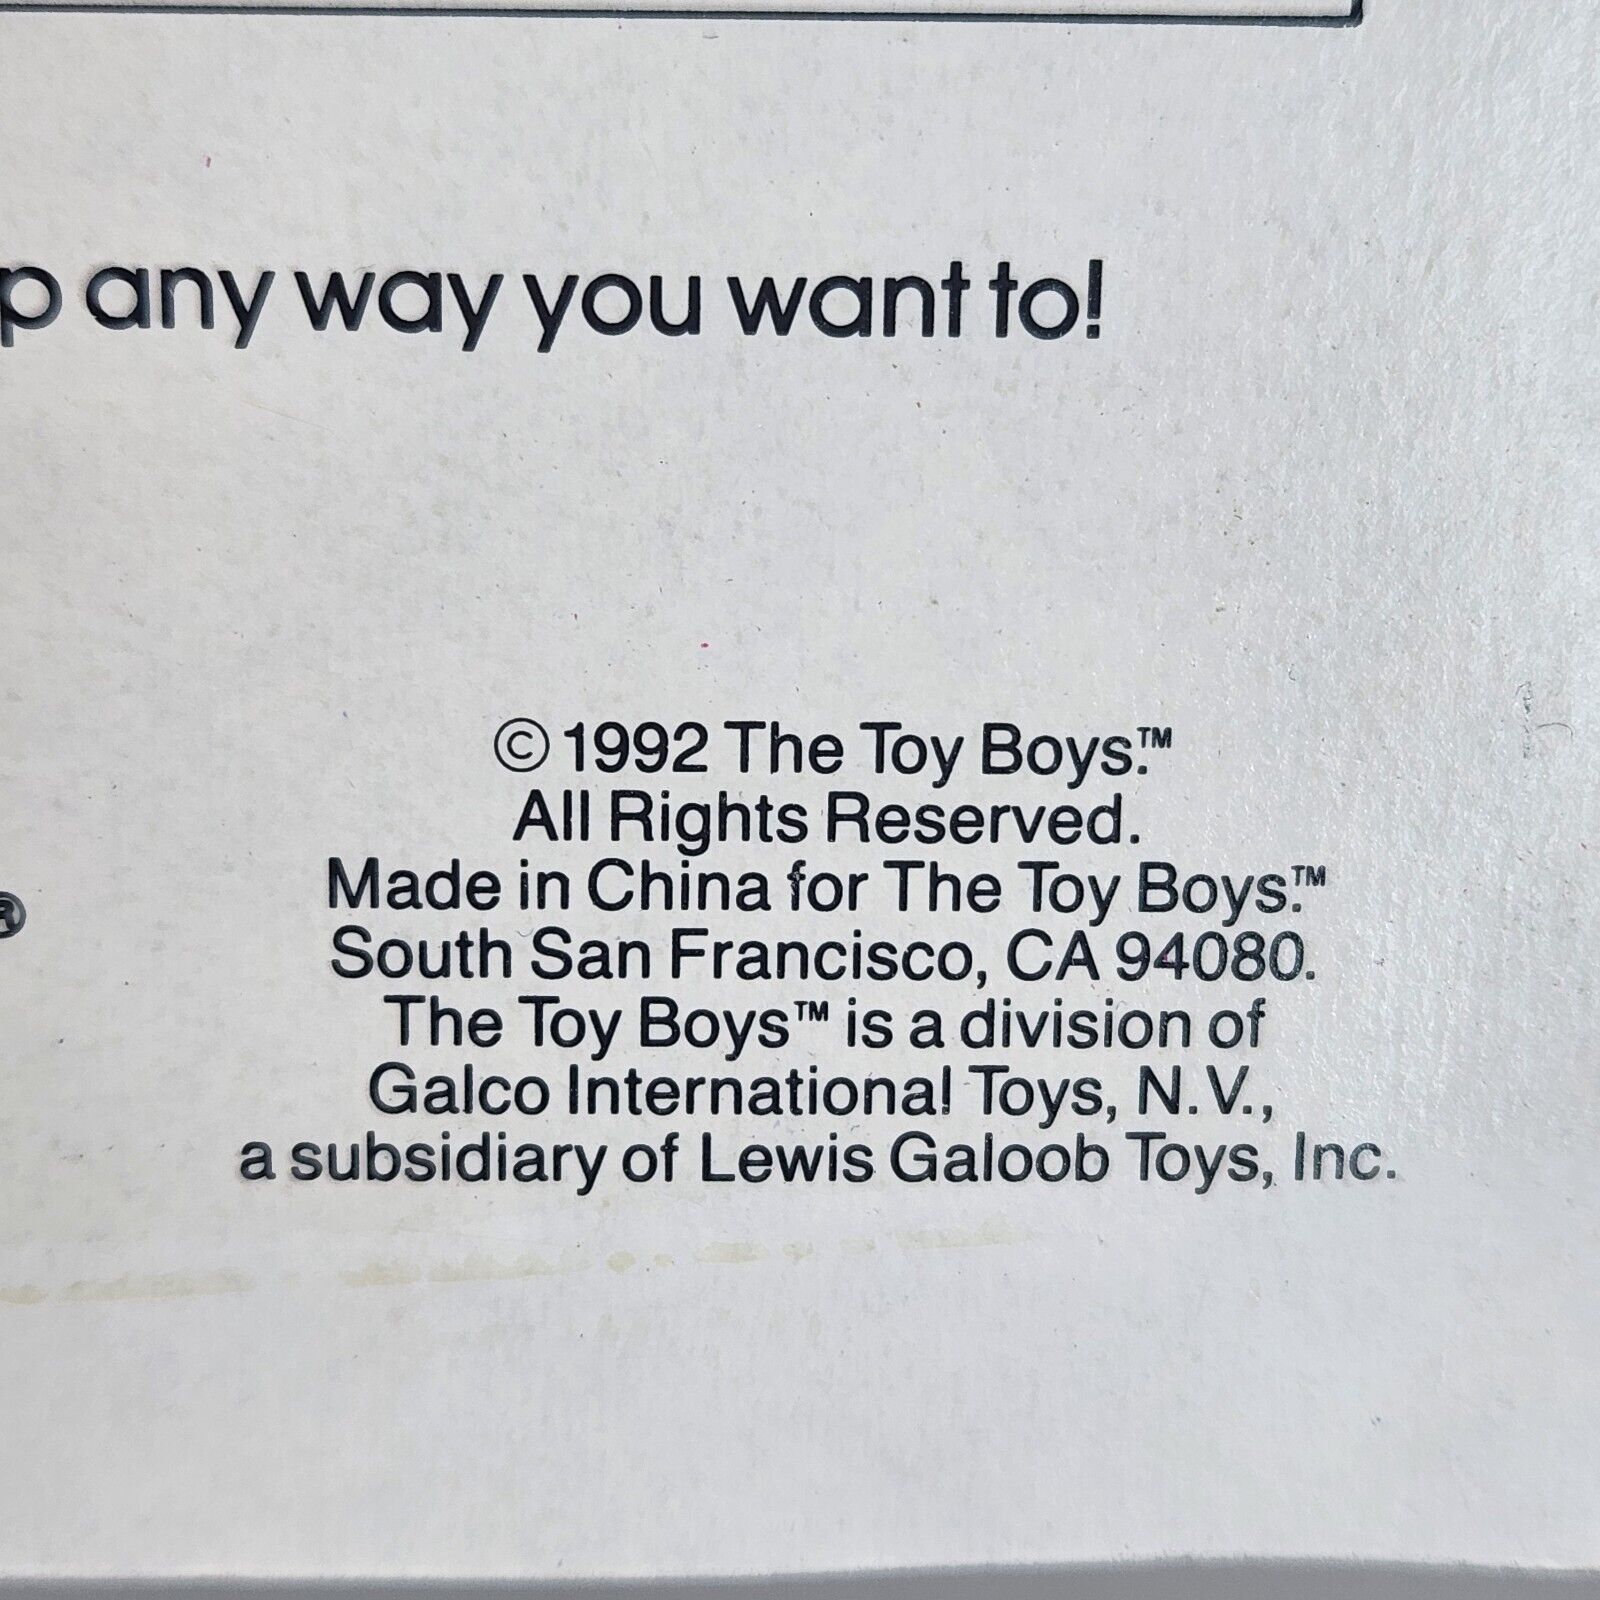 p any way you want to!
© 1992 The Toy Boys.™
All Rights Reserved.
®
Made in China for The Toy Boys.™
South San Francisco, CA 94080.
The Toy Boys™ is a division of
Galco International Toys, N.V.,
a subsidiary of Lewis Galoob Toys, Inc.